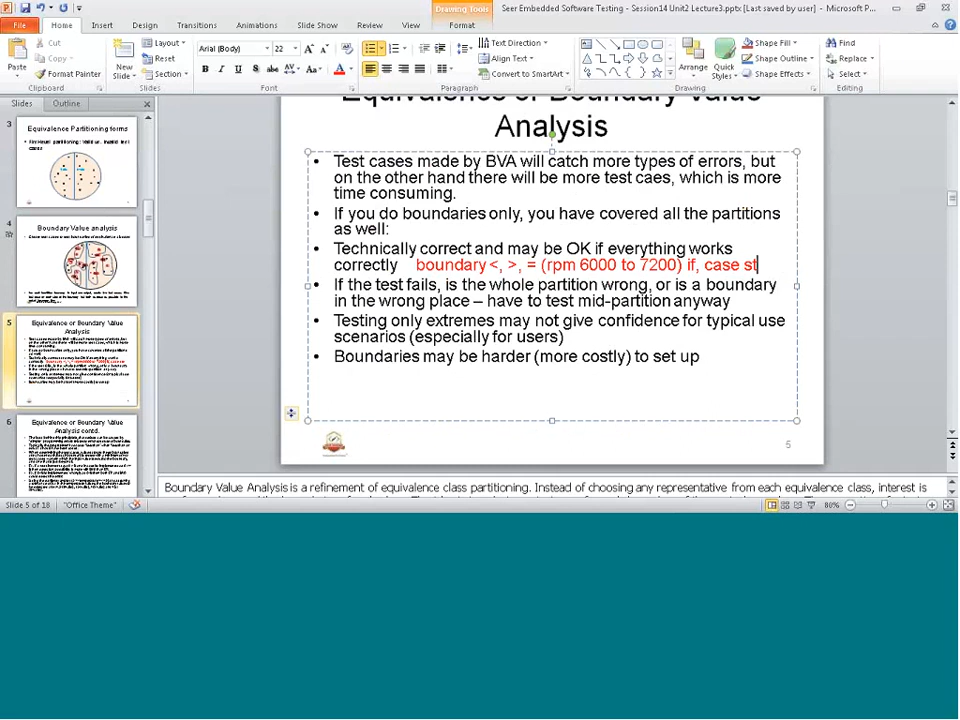 Drawing Tools
Seer Embedded Software Testing - Session14 Unit2 Lecture3.pptx [Last saved by user] - Microsoft P...
File Home Insert Design Transitions Animations Slide Show Review View Format
Cut
Copy
Format Painter
Paste
Clipboard
New
Slide
Layout
Reset
Section
Slides
Arial (Body) 22
B I U S abc AV Aa A
Font
Text Direction
Align Text
Convert to SmartArt
Paragraph
Arrange
Quick
Styles
Shape Fill
Shape Outline
Shape Effects
Drawing
Find
Replace
Select
Editing
Slides Outline
3
Equivalence Partitioning forms
4
Boundary Value analysis
5
Equivalence or Boundary Value
Analysis
6
Equivalence or Boundary Value
Analysis contd.
Equivalence or Boundary Value
Analysis
• Test cases made by BVA will catch more types of errors, but
on the other hand there will be more test caes, which is more
time consuming.
• If you do boundaries only, you have covered all the partitions
as well:
• Technically correct and may be OK if everything works
correctly boundary <, >, = (rpm 6000 to 7200) if, case st
• If the test fails, is the whole partition wrong, or is a boundary
in the wrong place – have to test mid-partition anyway
• Testing only extremes may not give confidence for typical use
scenarios (especially for users)
• Boundaries may be harder (more costly) to set up
5
Boundary Value Analysis is a refinement of equivalence class partitioning. Instead of choosing any representative from each equivalence class, interest is
Slide 5 of 18 "Office Theme" 80%